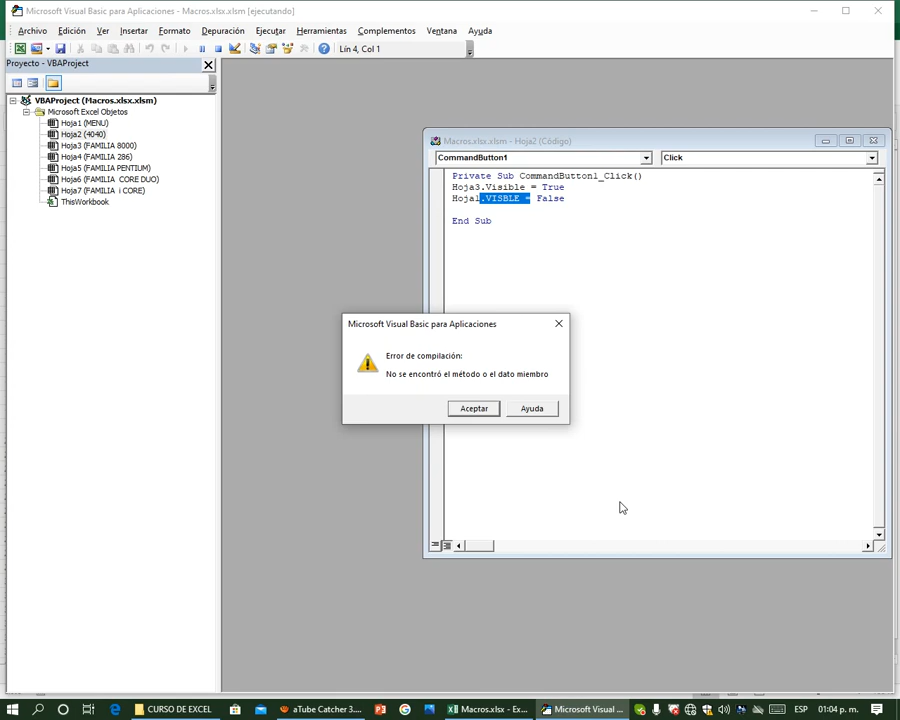 Microsoft Visual Basic para Aplicaciones - Macros.xlsx.xlsm [ejecutando]
Archivo Edición Ver Insertar Formato Depuración Ejecutar Herramientas Complementos Ventana Ayuda
Lín 4, Col 1
Proyecto - VBAProject
VBAProject (Macros.xlsx.xlsm)
Microsoft Excel Objetos
Hoja1 (MENU)
Hoja2 (4040)
Hoja3 (FAMILIA 8000)
Hoja4 (FAMILIA 286)
Hoja5 (FAMILIA PENTIUM)
Hoja6 (FAMILIA CORE DUO)
Hoja7 (FAMILIA i CORE)
ThisWorkbook
Macros.xlsx.xlsm - Hoja2 (Código)
CommandButton1 Click
Private Sub CommandButton1_Click()
Hoja3.Visible = True
Hoja1.VISBLE = False
End Sub
Microsoft Visual Basic para Aplicaciones
Error de compilación:
No se encontró el método o el dato miembro
Aceptar Ayuda
CURSO DE EXCEL aTube Catcher 3.... Macros.xlsx - Exc... Microsoft Visual ... ESP 01:04 p. m.